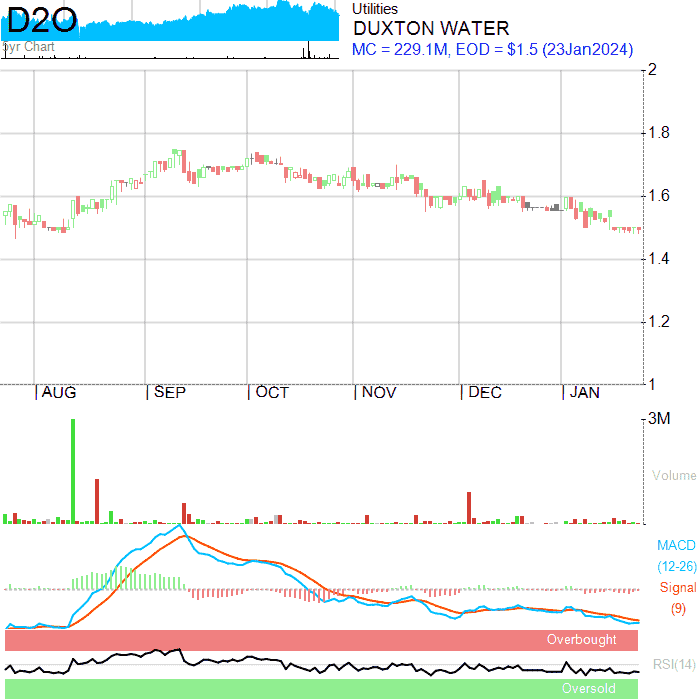 D2O
5yr Chart
Utilities
DUXTON WATER
MC = 229.1M, EOD = $1.5 (23Jan2024)
2
1.8
1.6
1.4
1.2
1
AUG SEP OCT NOV DEC JAN
3M
Volume
MACD
(12-26)
Signal
(9)
Overbought
RSI(14)
Oversold